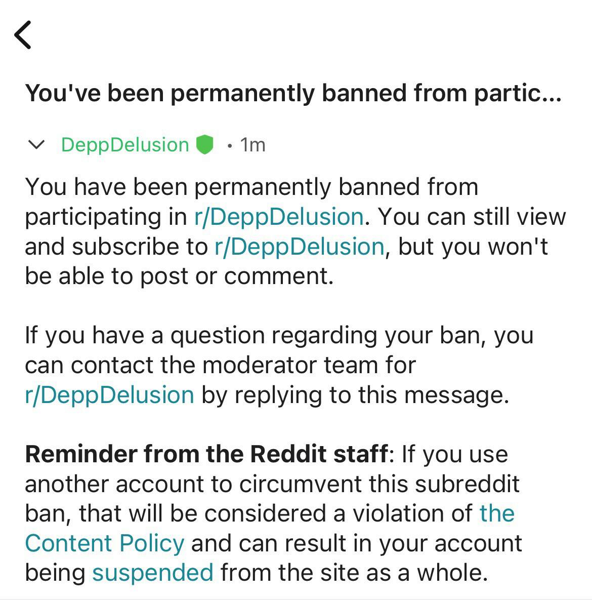 You've been permanently banned from partic...
DeppDelusion • 1m
You have been permanently banned from
participating in r/DeppDelusion. You can still view
and subscribe to r/DeppDelusion, but you won't
be able to post or comment.
If you have a question regarding your ban, you
can contact the moderator team for
r/DeppDelusion by replying to this message.
Reminder from the Reddit staff: If you use
another account to circumvent this subreddit
ban, that will be considered a violation of the
Content Policy and can result in your account
being suspended from the site as a whole.